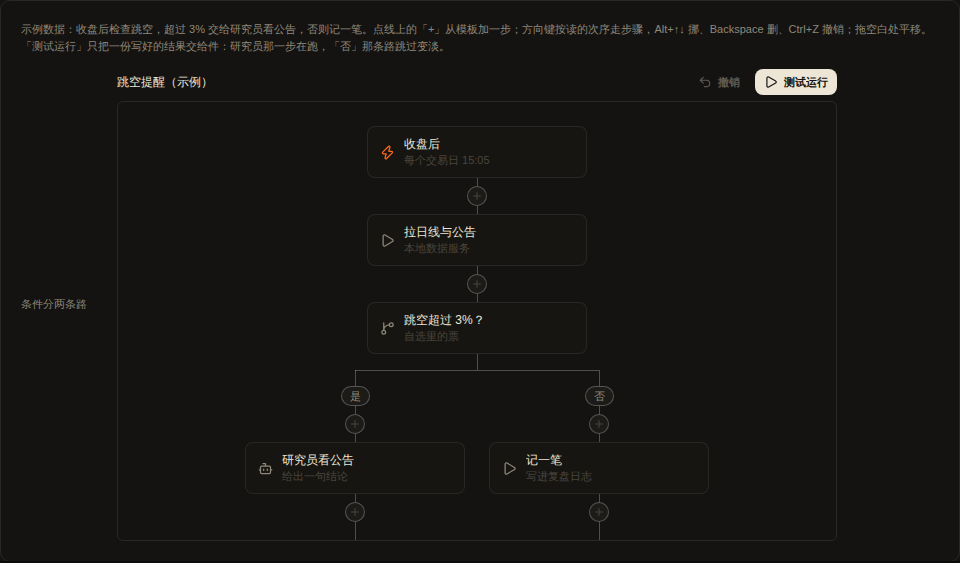 示例数据：收盘后检查跳空，超过 3% 交给研究员看公告，否则记一笔。点线上的「+」从模板加一步；方向键按读的次序走步骤，Alt+↑↓ 挪、Backspace 删、Ctrl+Z 撤销；拖空白处平移。
「测试运行」只把一份写好的结果交给件：研究员那一步在跑，「否」那条路跳过变淡。
跳空提醒（示例）
撤销
测试运行
收盘后
每个交易日 15:05
拉日线与公告
本地数据服务
条件分两条路
跳空超过 3%？
自选里的票
是
否
研究员看公告
给出一句结论
记一笔
写进复盘日志